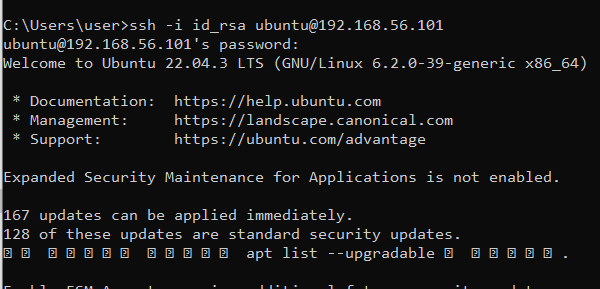 C:\Users\user>ssh -i id_rsa ubuntu@192.168.56.101
ubuntu@192.168.56.101's password:
Welcome to Ubuntu 22.04.3 LTS (GNU/Linux 6.2.0-39-generic x86_64)
* Documentation: https://help.ubuntu.com
* Management: https://landscape.canonical.com
* Support: https://ubuntu.com/advantage
Expanded Security Maintenance for Applications is not enabled.
167 updates can be applied immediately.
128 of these updates are standard security updates.
apt list --upgradable .